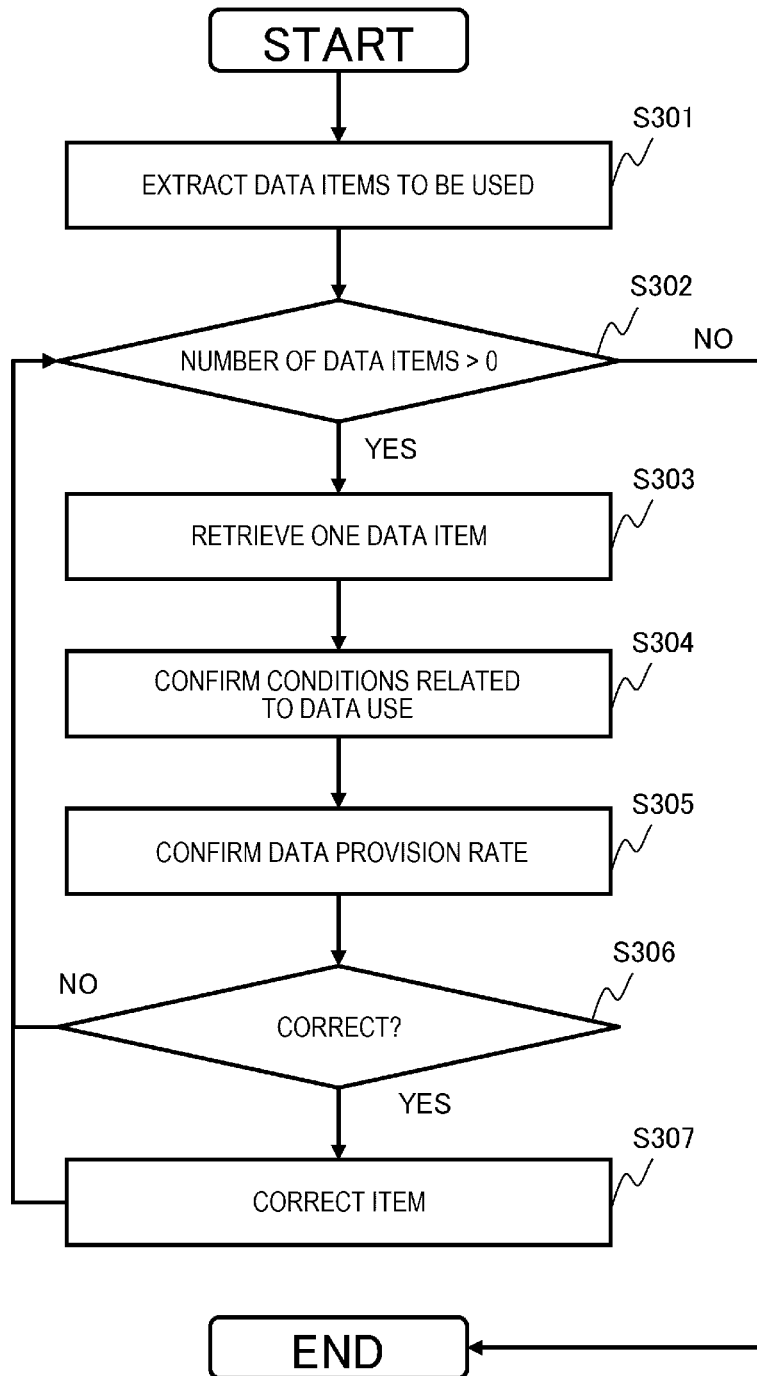 START
S301
EXTRACT DATA ITEMS TO BE USED
S302
NUMBER OF DATA ITEMS > 0
NO
YES
S303
RETRIEVE ONE DATA ITEM
S304
CONFIRM CONDITIONS RELATED
TO DATA USE
S305
CONFIRM DATA PROVISION RATE
S306
NO
CORRECT?
YES
S307
CORRECT ITEM
END